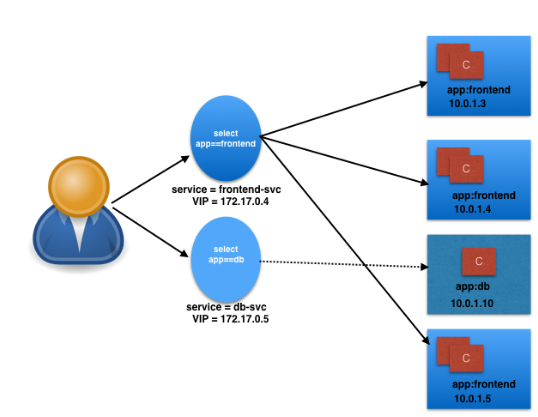 select
app==frontend
service = frontend-svc
VIP = 172.17.0.4
select
app==db
service = db-svc
VIP = 172.17.0.5
C
app:frontend
10.0.1.3
C
app:frontend
10.0.1.4
C
app:db
10.0.1.10
C
app:frontend
10.0.1.5